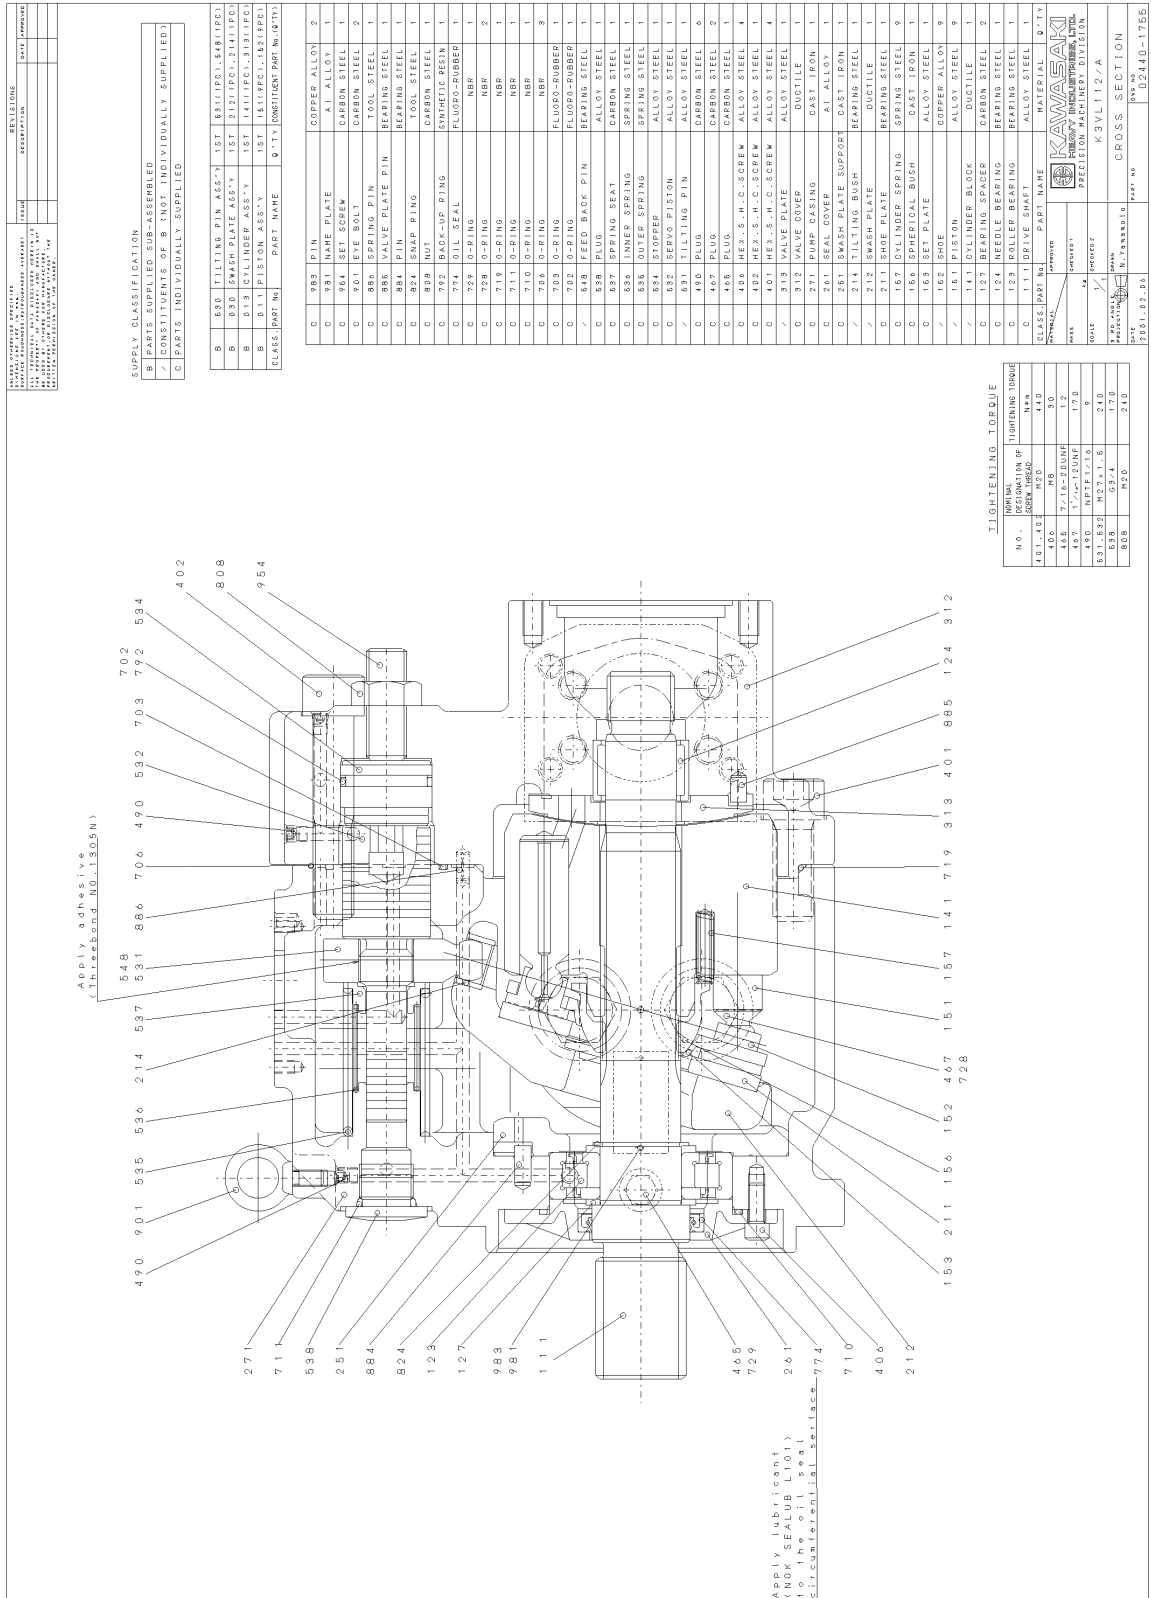 REVISIONS
ISSUE DESCRIPTION DATE APPROVED
SUPPLY CLASSIFICATION
B PARTS SUPPLIED SUB-ASSEMBLED
/ CONSTITUENTS OF B (NOT INDIVIDUALLY SUPPLIED)
C PARTS INDIVIDUALLY SUPPLIED
B 530 TILTING PIN ASS'Y 1ST 531(1PC),548(1PC)
B 030 SWASH PLATE ASS'Y 1ST 212(1PC),214(1PC)
B 013 CYLINDER ASS'Y 1ST 141(1PC),313(1PC)
B 011 PISTON ASS'Y 1ST 151(9PC),152(9PC)
CLASS. PART No. PART NAME Q'TY CONSTITUENT PART No.(Q'TY)
C 983 PIN COPPER ALLOY 2
C 981 NAME PLATE Al ALLOY 1
C 954 SET SCREW CARBON STEEL 1
C 901 EYE BOLT CARBON STEEL 2
C 886 SPRING PIN TOOL STEEL 1
C 885 VALVE PLATE PIN BEARING STEEL 1
C 884 PIN BEARING STEEL 1
C 824 SNAP RING TOOL STEEL 1
C 808 NUT CARBON STEEL 1
C 792 BACK-UP RING SYNTHETIC RESIN 1
C 774 OIL SEAL FLUORO-RUBBER 1
C 729 O-RING NBR 1
C 728 O-RING NBR 2
C 719 O-RING NBR 1
C 711 O-RING NBR 1
C 710 O-RING NBR 1
C 706 O-RING NBR 3
C 703 O-RING FLUORO-RUBBER 1
C 702 O-RING FLUORO-RUBBER 1
/ 548 FEED BACK PIN BEARING STEEL 1
C 538 PLUG ALLOY STEEL 1
C 537 SPRING SEAT CARBON STEEL 1
C 536 INNER SPRING SPRING STEEL 1
C 535 OUTER SPRING SPRING STEEL 1
C 534 STOPPER ALLOY STEEL 1
C 532 SERVO PISTON ALLOY STEEL 1
/ 531 TILTING PIN ALLOY STEEL 1
C 490 PLUG CARBON STEEL 6
C 467 PLUG CARBON STEEL 2
C 465 PLUG CARBON STEEL 1
C 406 HEX.S.H.C.SCREW ALLOY STEEL 4
C 402 HEX.S.H.C.SCREW ALLOY STEEL 1
C 401 HEX.S.H.C.SCREW ALLOY STEEL 4
/ 313 VALVE PLATE ALLOY STEEL 1
C 312 VALVE COVER DUCTILE 1
C 271 PUMP CASING CAST IRON 1
C 261 SEAL COVER Al ALLOY 1
C 251 SWASH PLATE SUPPORT CAST IRON 1
/ 214 TILTING BUSH BEARING STEEL 1
/ 212 SWASH PLATE DUCTILE 1
C 211 SHOE PLATE BEARING STEEL 1
C 157 CYLINDER SPRING SPRING STEEL 9
C 156 SPHERICAL BUSH CAST IRON 1
C 153 SET PLATE ALLOY STEEL 1
/ 152 SHOE COPPER ALLOY 9
/ 151 PISTON ALLOY STEEL 9
/ 141 CYLINDER BLOCK DUCTILE 1
C 127 BEARING SPACER CARBON STEEL 2
C 124 NEEDLE BEARING BEARING STEEL 1
C 123 ROLLER BEARING BEARING STEEL 1
C 111 DRIVE SHAFT ALLOY STEEL 1
CLASS. PART No. PART NAME MATERIAL Q'TY
MATERIAL APPROVED
MASS kg CHECKED1
SCALE 1/1 CHECKED2
3 RD ANGLE PROJECTION DRAWN N.Yamamoto
DATE 2001.02.06
KAWASAKI
HEAVY INDUSTRIES, LTD.
PRECISION MACHINERY DIVISION
K3VL112/A
CROSS SECTION
PART NO DWG NO 02440-1755
TIGHTENING TORQUE
NO. NOMINAL DESIGNATION OF SCREW THREAD TIGHTENING TORQUE N*m
401,402 M20 440
406 M8 30
465 7/16-20UNF 12
467 1 1/16-12UNF 170
490 NPTF1/16 9
531,532 M27×1.5 240
538 G3/4 170
808 M20 240
Apply adhesive
(Threebond NO.1305N)
490 901 535 536 214 537 548 531 886 706 490 532 703 702 792 534 402 808 954
271
711
538
251
884
824
123
127
983
981
111
465
729
261
774
710
406
212
153 211 156 152 467 728 151 157 141 719 313 401 885 124 312
Apply lubricant
(NOK SEALUB L101)
to the oil seal
circumferential serface